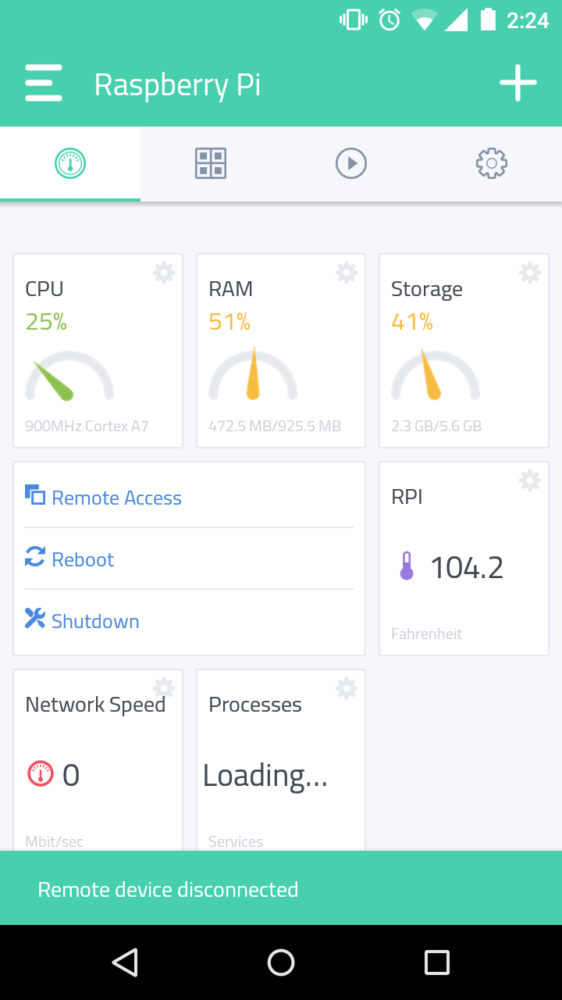 2:24
Raspberry Pi
CPU
25%
900MHz Cortex A7
RAM
51%
472.5 MB/925.5 MB
Storage
41%
2.3 GB/5.6 GB
Remote Access
Reboot
Shutdown
RPI
104.2
Fahrenheit
Network Speed
0
Mbit/sec
Processes
Loading...
Services
Remote device disconnected